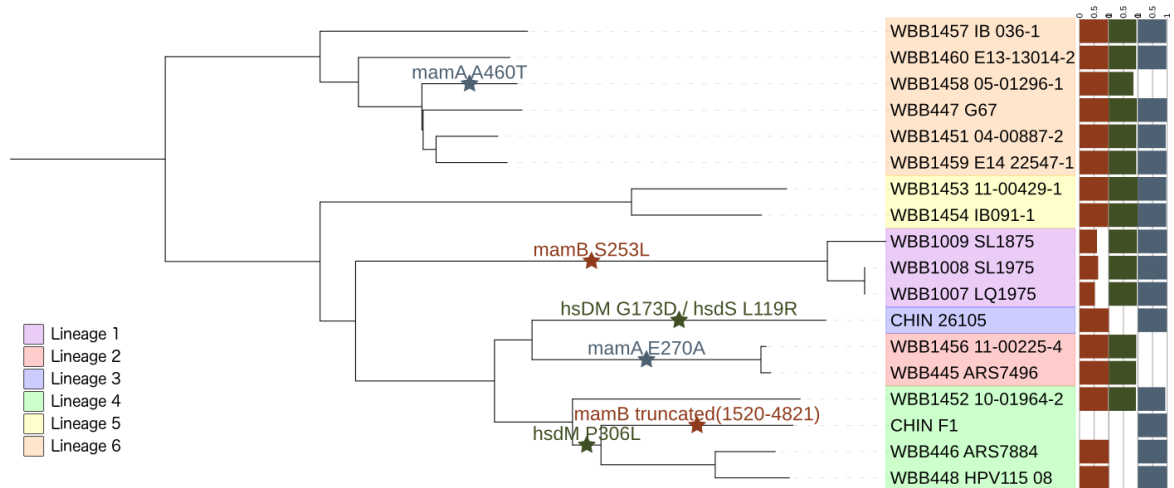 0 0.5 0 0.5 0 0.5 1
WBB1457 IB 036-1
WBB1460 E13-13014-2
mamA A460T
WBB1458 05-01296-1
WBB447 G67
WBB1451 04-00887-2
WBB1459 E14 22547-1
WBB1453 11-00429-1
WBB1454 IB091-1
WBB1009 SL1875
mamB S253L
WBB1008 SL1975
WBB1007 LQ1975
hsDM G173D / hsdS L119R
CHIN 26105
Lineage 1
mamA E270A
WBB1456 11-00225-4
Lineage 2
WBB445 ARS7496
Lineage 3
WBB1452 10-01964-2
Lineage 4
mamB truncated(1520-4821)
CHIN F1
Lineage 5
hsdM P306L
WBB446 ARS7884
Lineage 6
WBB448 HPV115 08